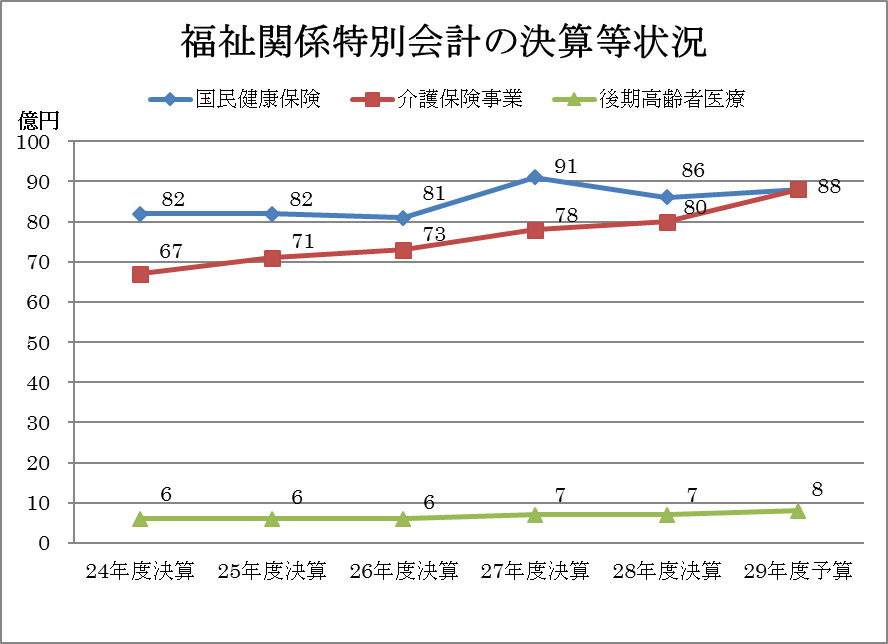 福祉関係特別会計の決算等状況
国民健康保険 介護保険事業 後期高齢者医療
億円
100
90
80
70
60
50
40
30
20
10
0
82 82 81 91 86 88
67 71 73 78 80
6 6 6 7 7 8
24年度決算 25年度決算 26年度決算 27年度決算 28年度決算 29年度予算